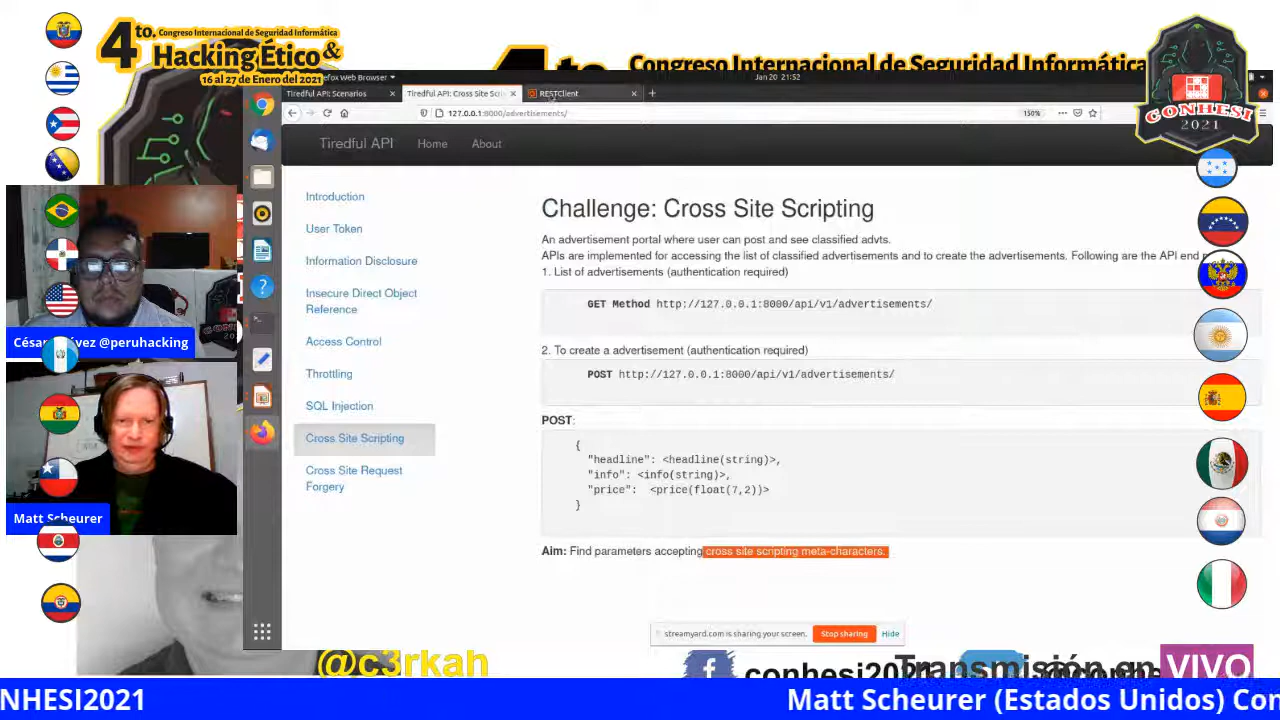 4to. Congreso Internacional de Seguridad Informática
Hacking Ético &
16 al 27 de Enero del 2021
Congreso Internacional de Seguridad Informática
CONHESI
2021
Firefox Web Browser
Jan 20 21:52
Tiredful API: Scenarios
Tiredful API: Cross Site Scri
RESTClient
127.0.0.1:8000/advertisements/
150%
Tiredful API
Home
About
Introduction
User Token
Information Disclosure
Insecure Direct Object
Reference
Access Control
Throttling
SQL Injection
Cross Site Scripting
Cross Site Request
Forgery
Challenge: Cross Site Scripting
An advertisement portal where user can post and see classified advts.
APIs are implemented for accessing the list of classified advertisements and to create the advertisements. Following are the API end
1. List of advertisements (authentication required)
GET Method http://127.0.0.1:8000/api/v1/advertisements/
2. To create a advertisement (authentication required)
POST http://127.0.0.1:8000/api/v1/advertisements/
POST:
{
"headline": <headline(string)>,
"info": <info(string)>,
"price": <price(float(7,2))>
}
Aim: Find parameters accepting cross site scripting meta-characters.
streamyard.com is sharing your screen.
Stop sharing
Hide
@peruhacking
Matt Scheurer
@c3rkah
conhesi2021
Transmisión en VIVO
NHESI2021
Matt Scheurer (Estados Unidos) Con